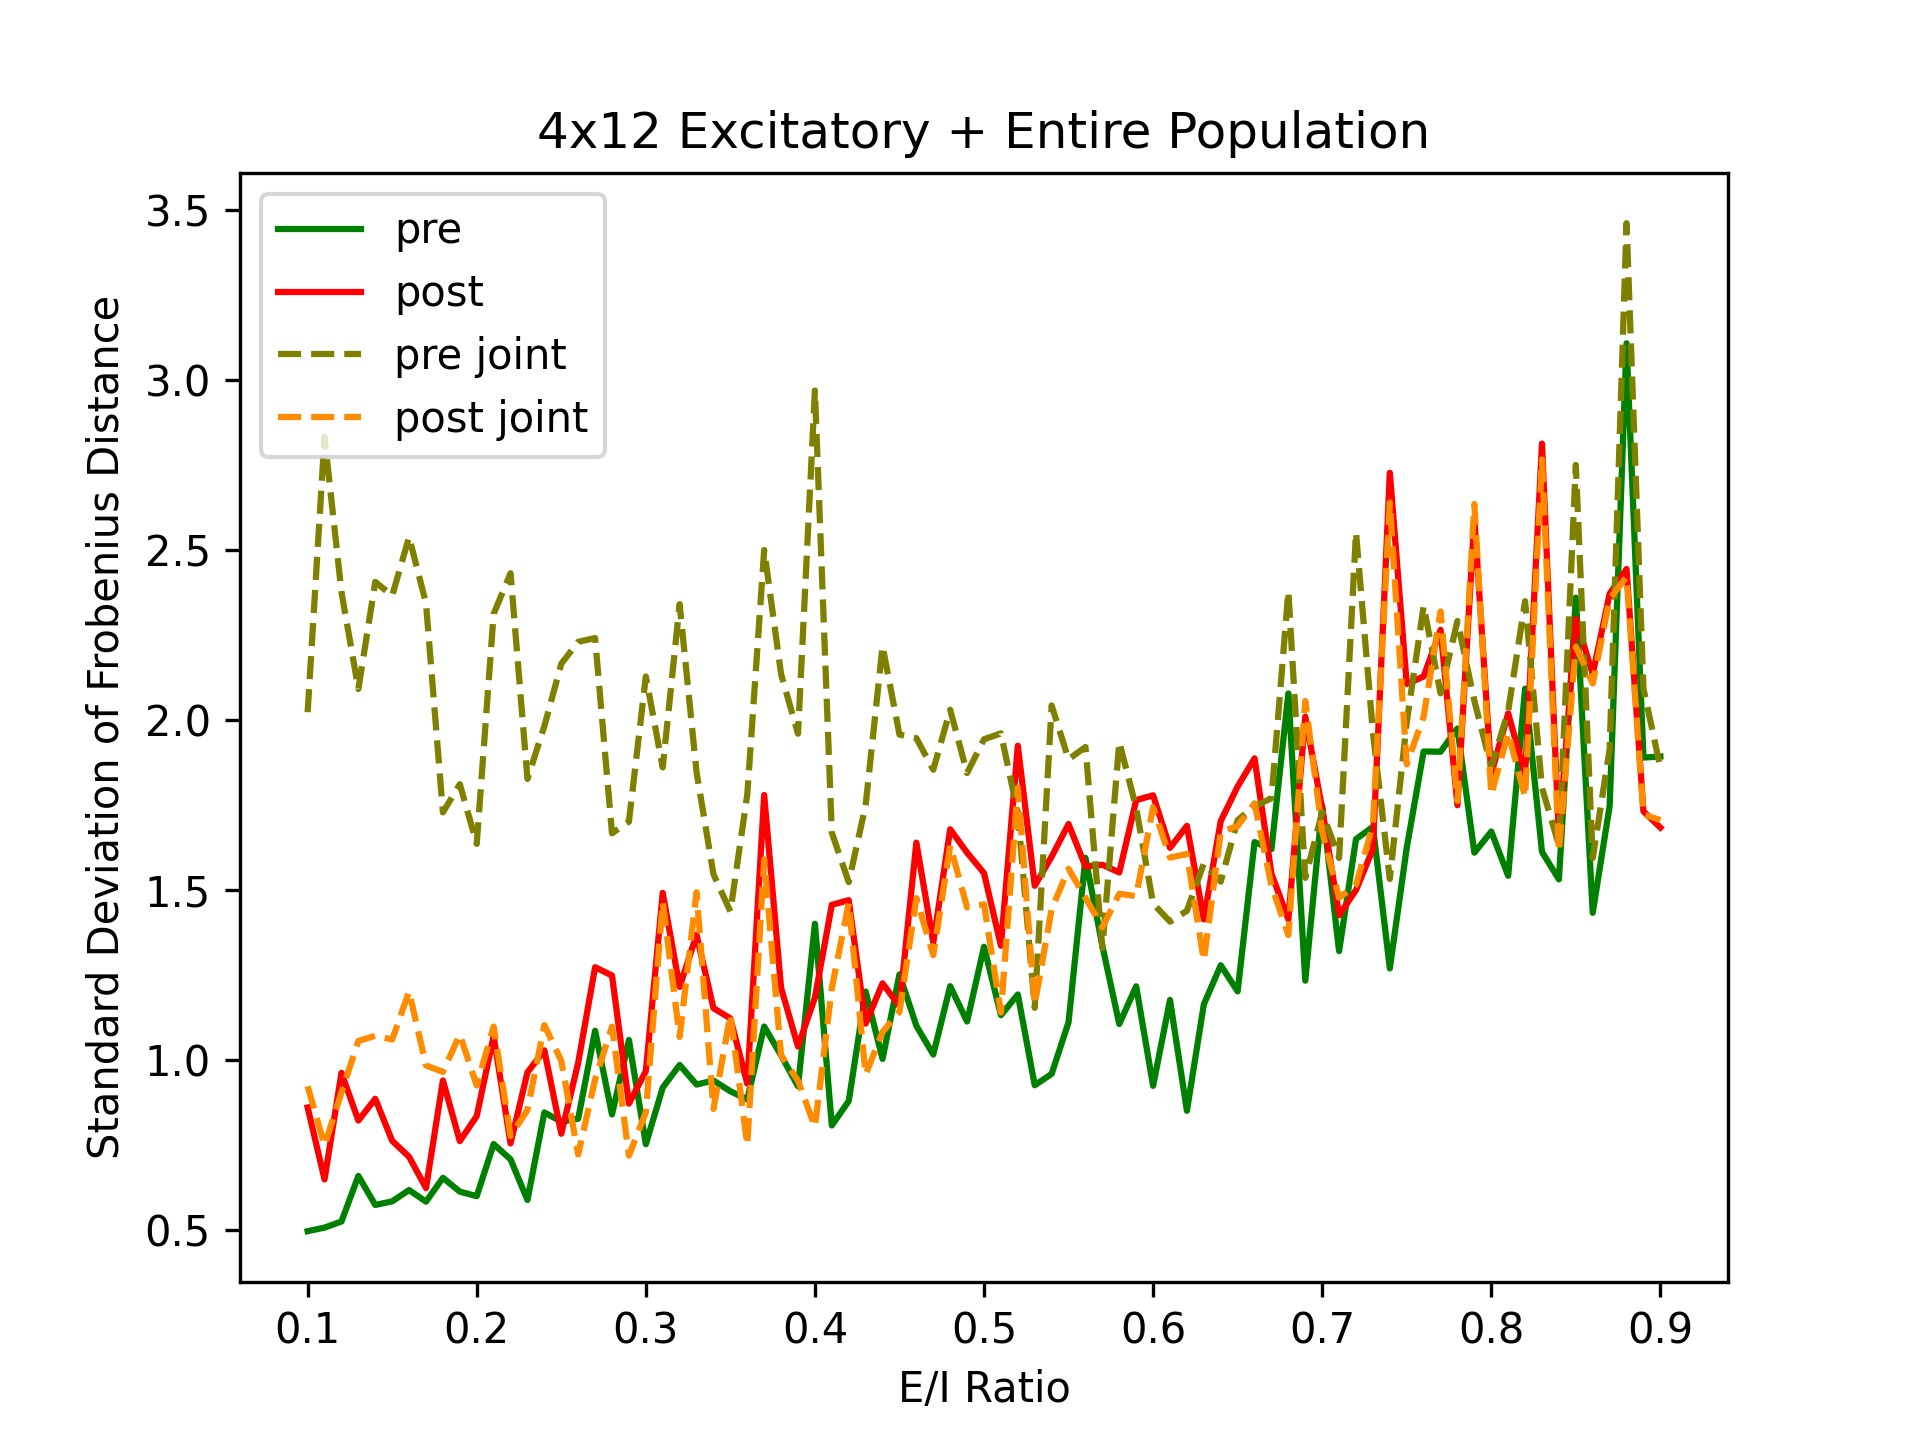 4x12 Excitatory + Entire Population
pre
post
pre joint
post joint
Standard Deviation of Frobenius Distance
3.5
3.0
2.5
2.0
1.5
1.0
0.5
0.1 0.2 0.3 0.4 0.5 0.6 0.7 0.8 0.9
E/I Ratio